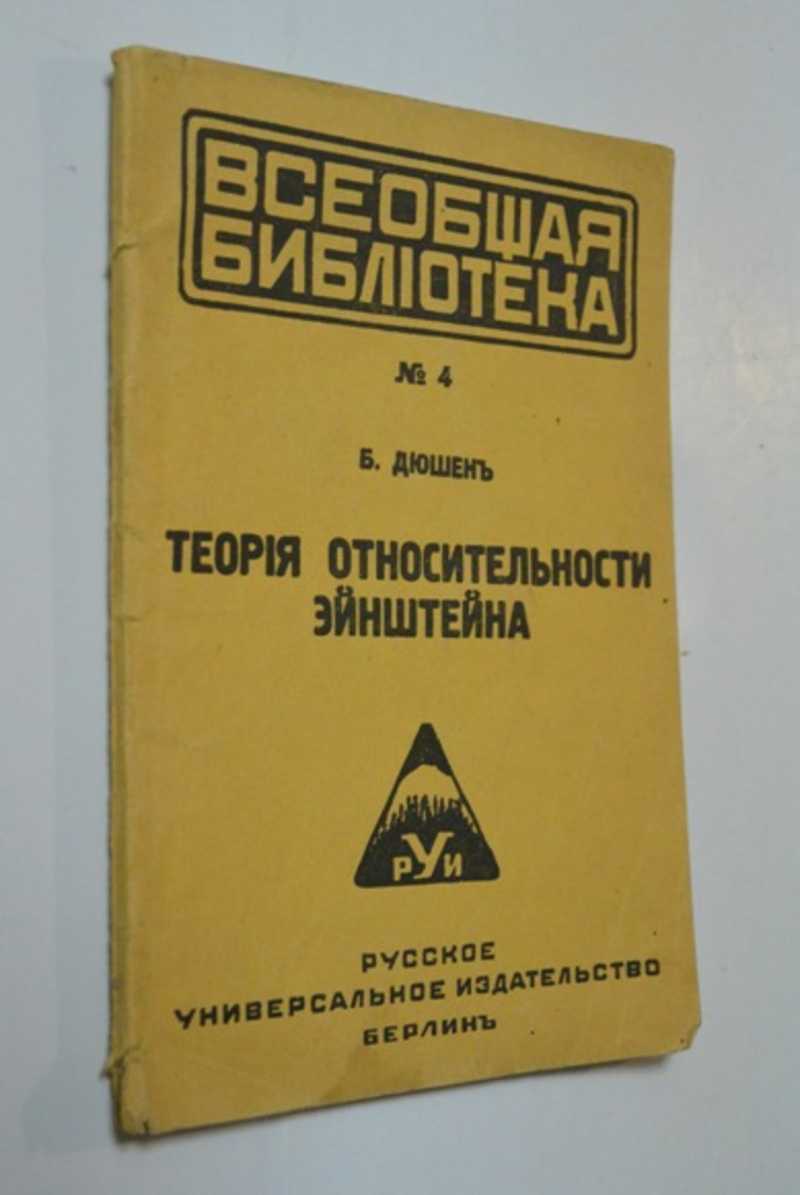 ВСЕОБЩАЯ
БИБЛІОТЕКА
№ 4
Б. ДЮШЕНЪ
ТЕОРІЯ ОТНОСИТЕЛЬНОСТИ
ЭЙНШТЕЙНА
РУИ
РУССКОЕ
УНИВЕРСАЛЬНОЕ ИЗДАТЕЛЬСТВО
БЕРЛИНЪ